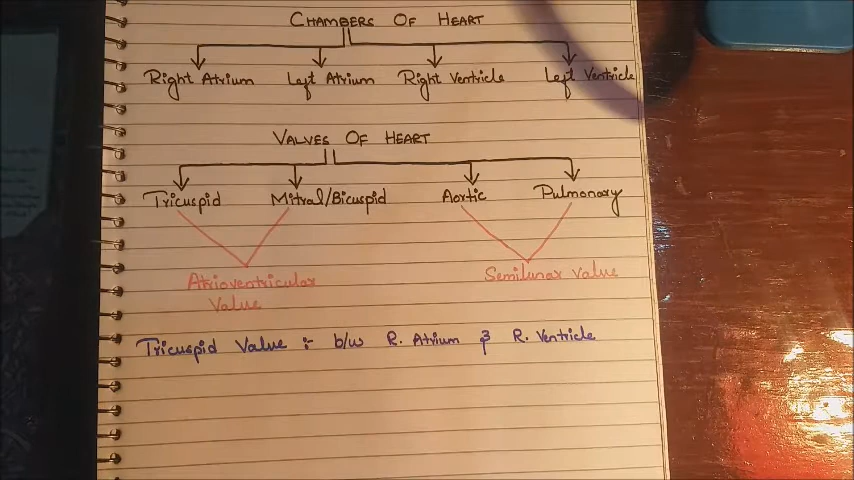 CHAMBERS OF HEART
Right Atrium Left Atrium Right Ventricle Left Ventricle
VALVES OF HEART
Tricuspid Mitral/Bicuspid Aortic Pulmonary
Atrioventricular Semilunar Value
Value
Tricuspid Value :- b/w R. Atrium & R. Ventricle